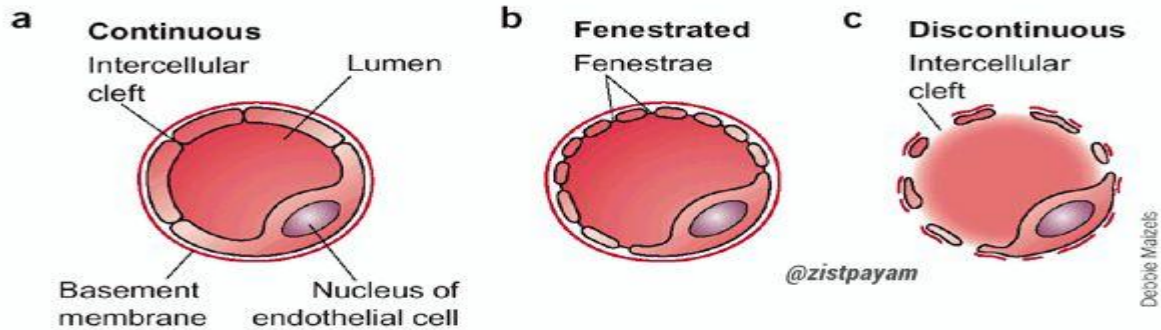 a
Continuous
Intercellular
cleft
Lumen
Basement
membrane
Nucleus of
endothelial cell
b
Fenestrated
Fenestrae
c
Discontinuous
Intercellular
cleft
@zistpayam
Debbie Maizels